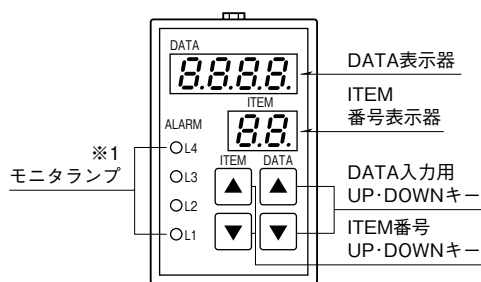 DATA
8.8.8.8.
ITEM
8.8.
ALARM
L4
L3
L2
L1
ITEM DATA
※1
モニタランプ
DATA表示器
ITEM
番号表示器
DATA入力用
UP･DOWNキー
ITEM番号
UP･DOWNキー